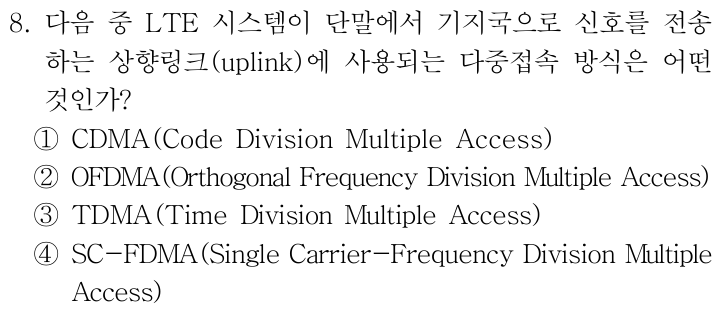 8. 다음 중 LTE 시스템이 단말에서 기지국으로 신호를 전송
하는 상향링크(uplink)에 사용되는 다중접속 방식은 어떤
것인가?
① CDMA(Code Division Multiple Access)
② OFDMA(Orthogonal Frequency Division Multiple Access)
③ TDMA(Time Division Multiple Access)
④ SC-FDMA(Single Carrier-Frequency Division Multiple
Access)